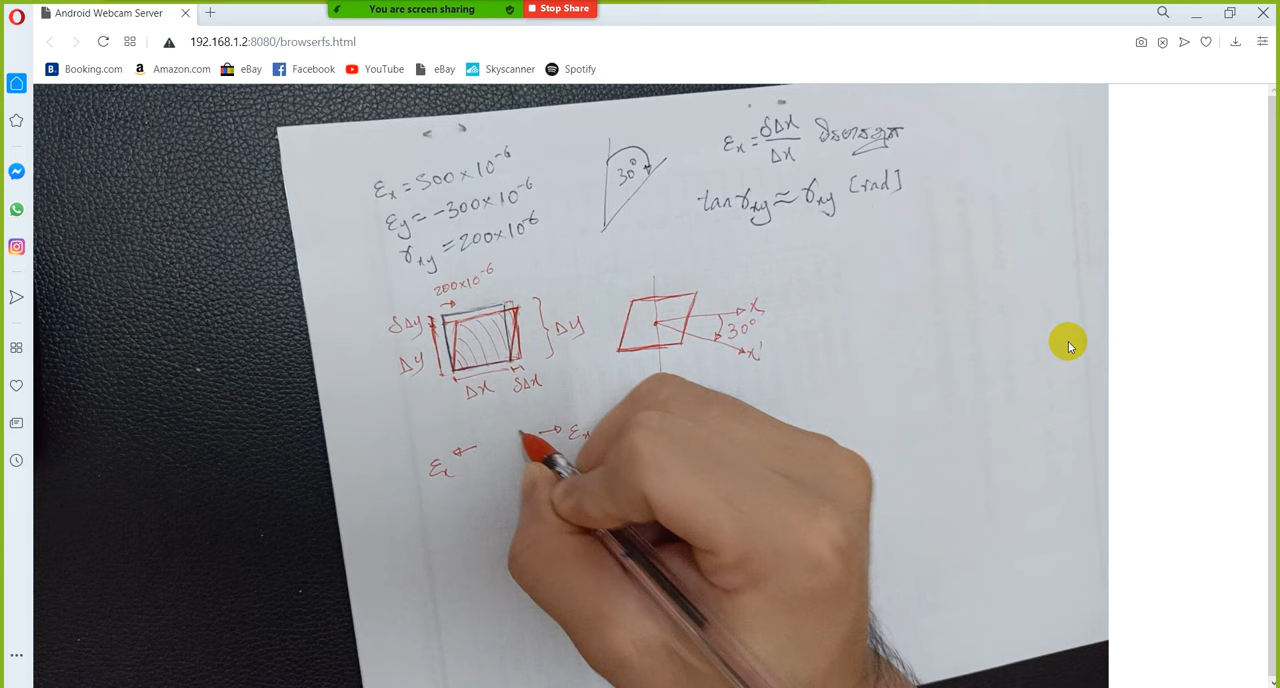 You are screen sharing
Stop Share
Android Webcam Server
192.168.1.2:8080/browserfs.html
Booking.com
Amazon.com
eBay
Facebook
YouTube
eBay
Skyscanner
Spotify
εx = 500×10⁻⁶
εy = -300×10⁻⁶
γxy = 200×10⁻⁶
30°
εx = δΔx/Δx
tan γxy ≈ γxy [rad]
200×10⁻⁶
δΔy
Δy
Δy
Δx
δΔx
x
30°
x'
εx
εx